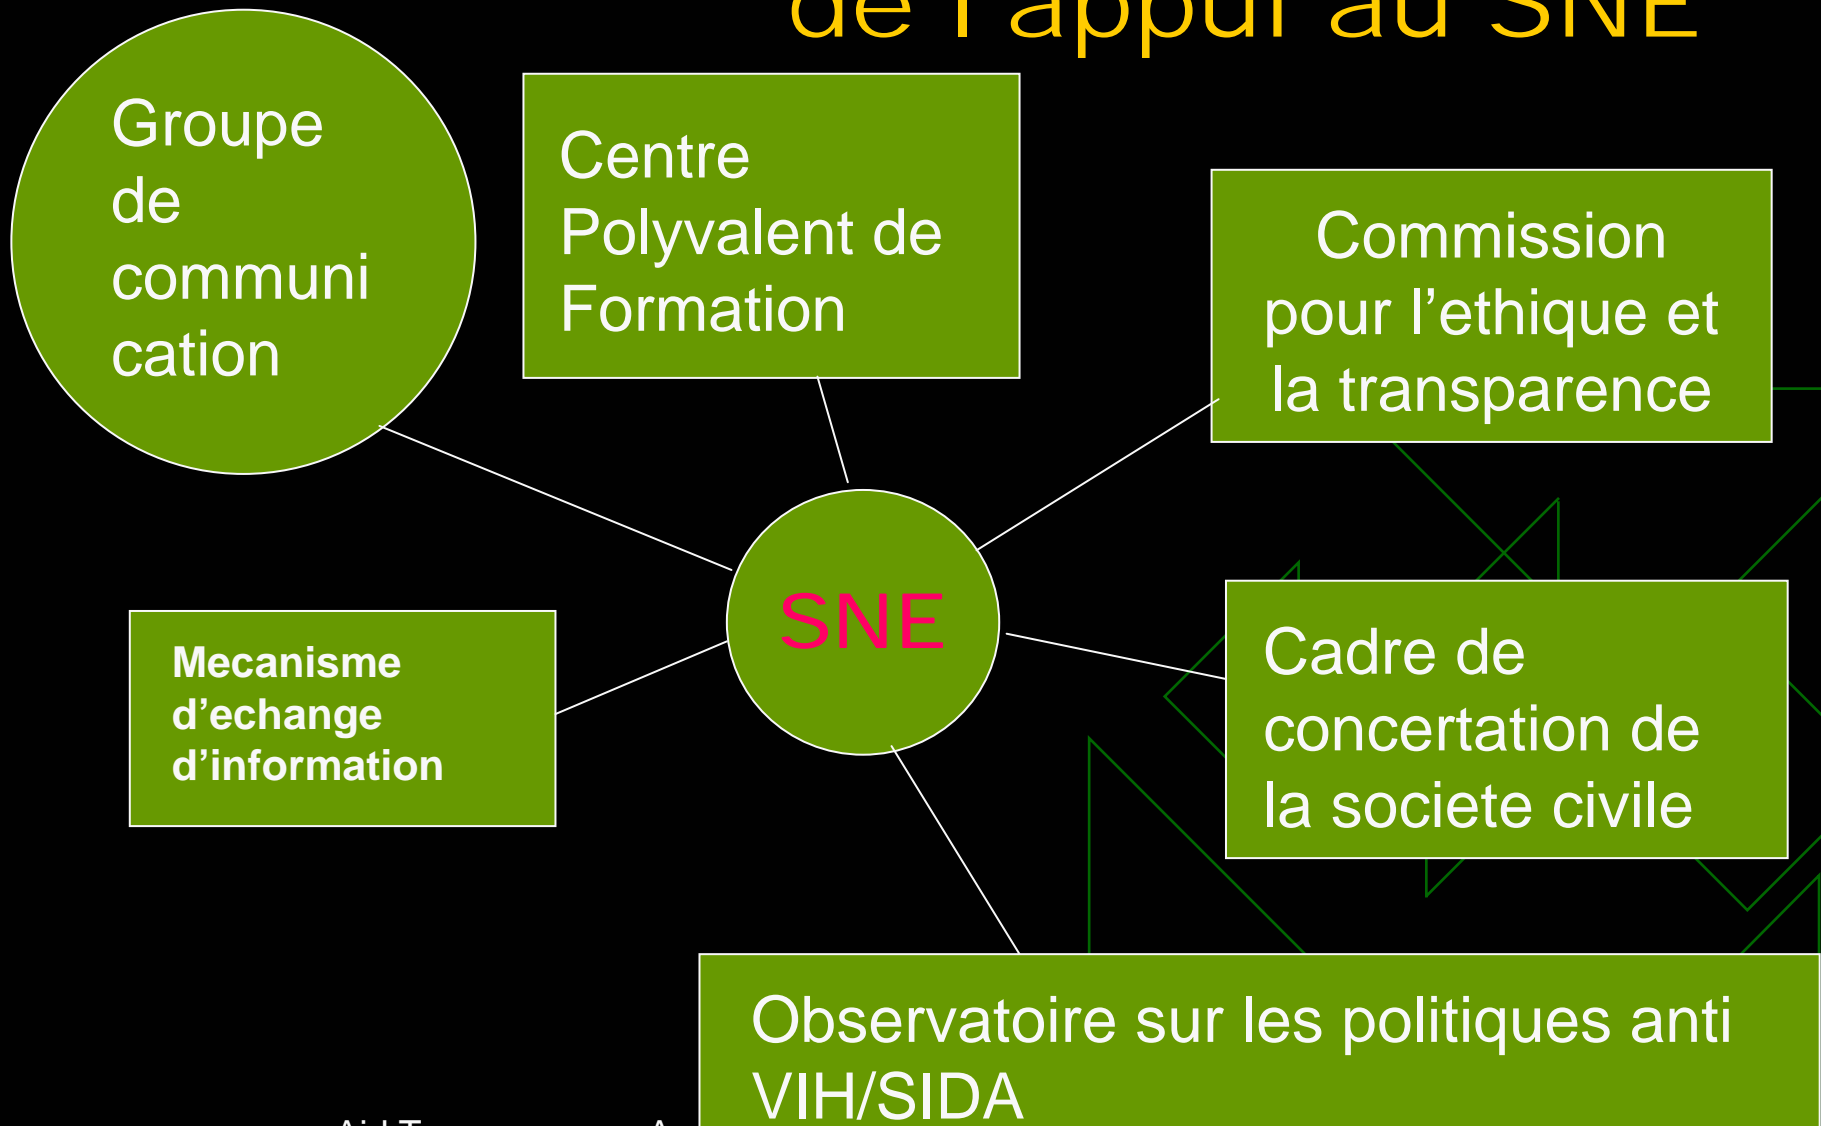 de l'appui au SNE
Groupe
de
communi
cation
Centre
Polyvalent de
Formation
Commission
pour l’ethique et
la transparence
SNE
Mecanisme
d’echange
d’information
Cadre de
concertation de
la societe civile
Observatoire sur les politiques anti
VIH/SIDA